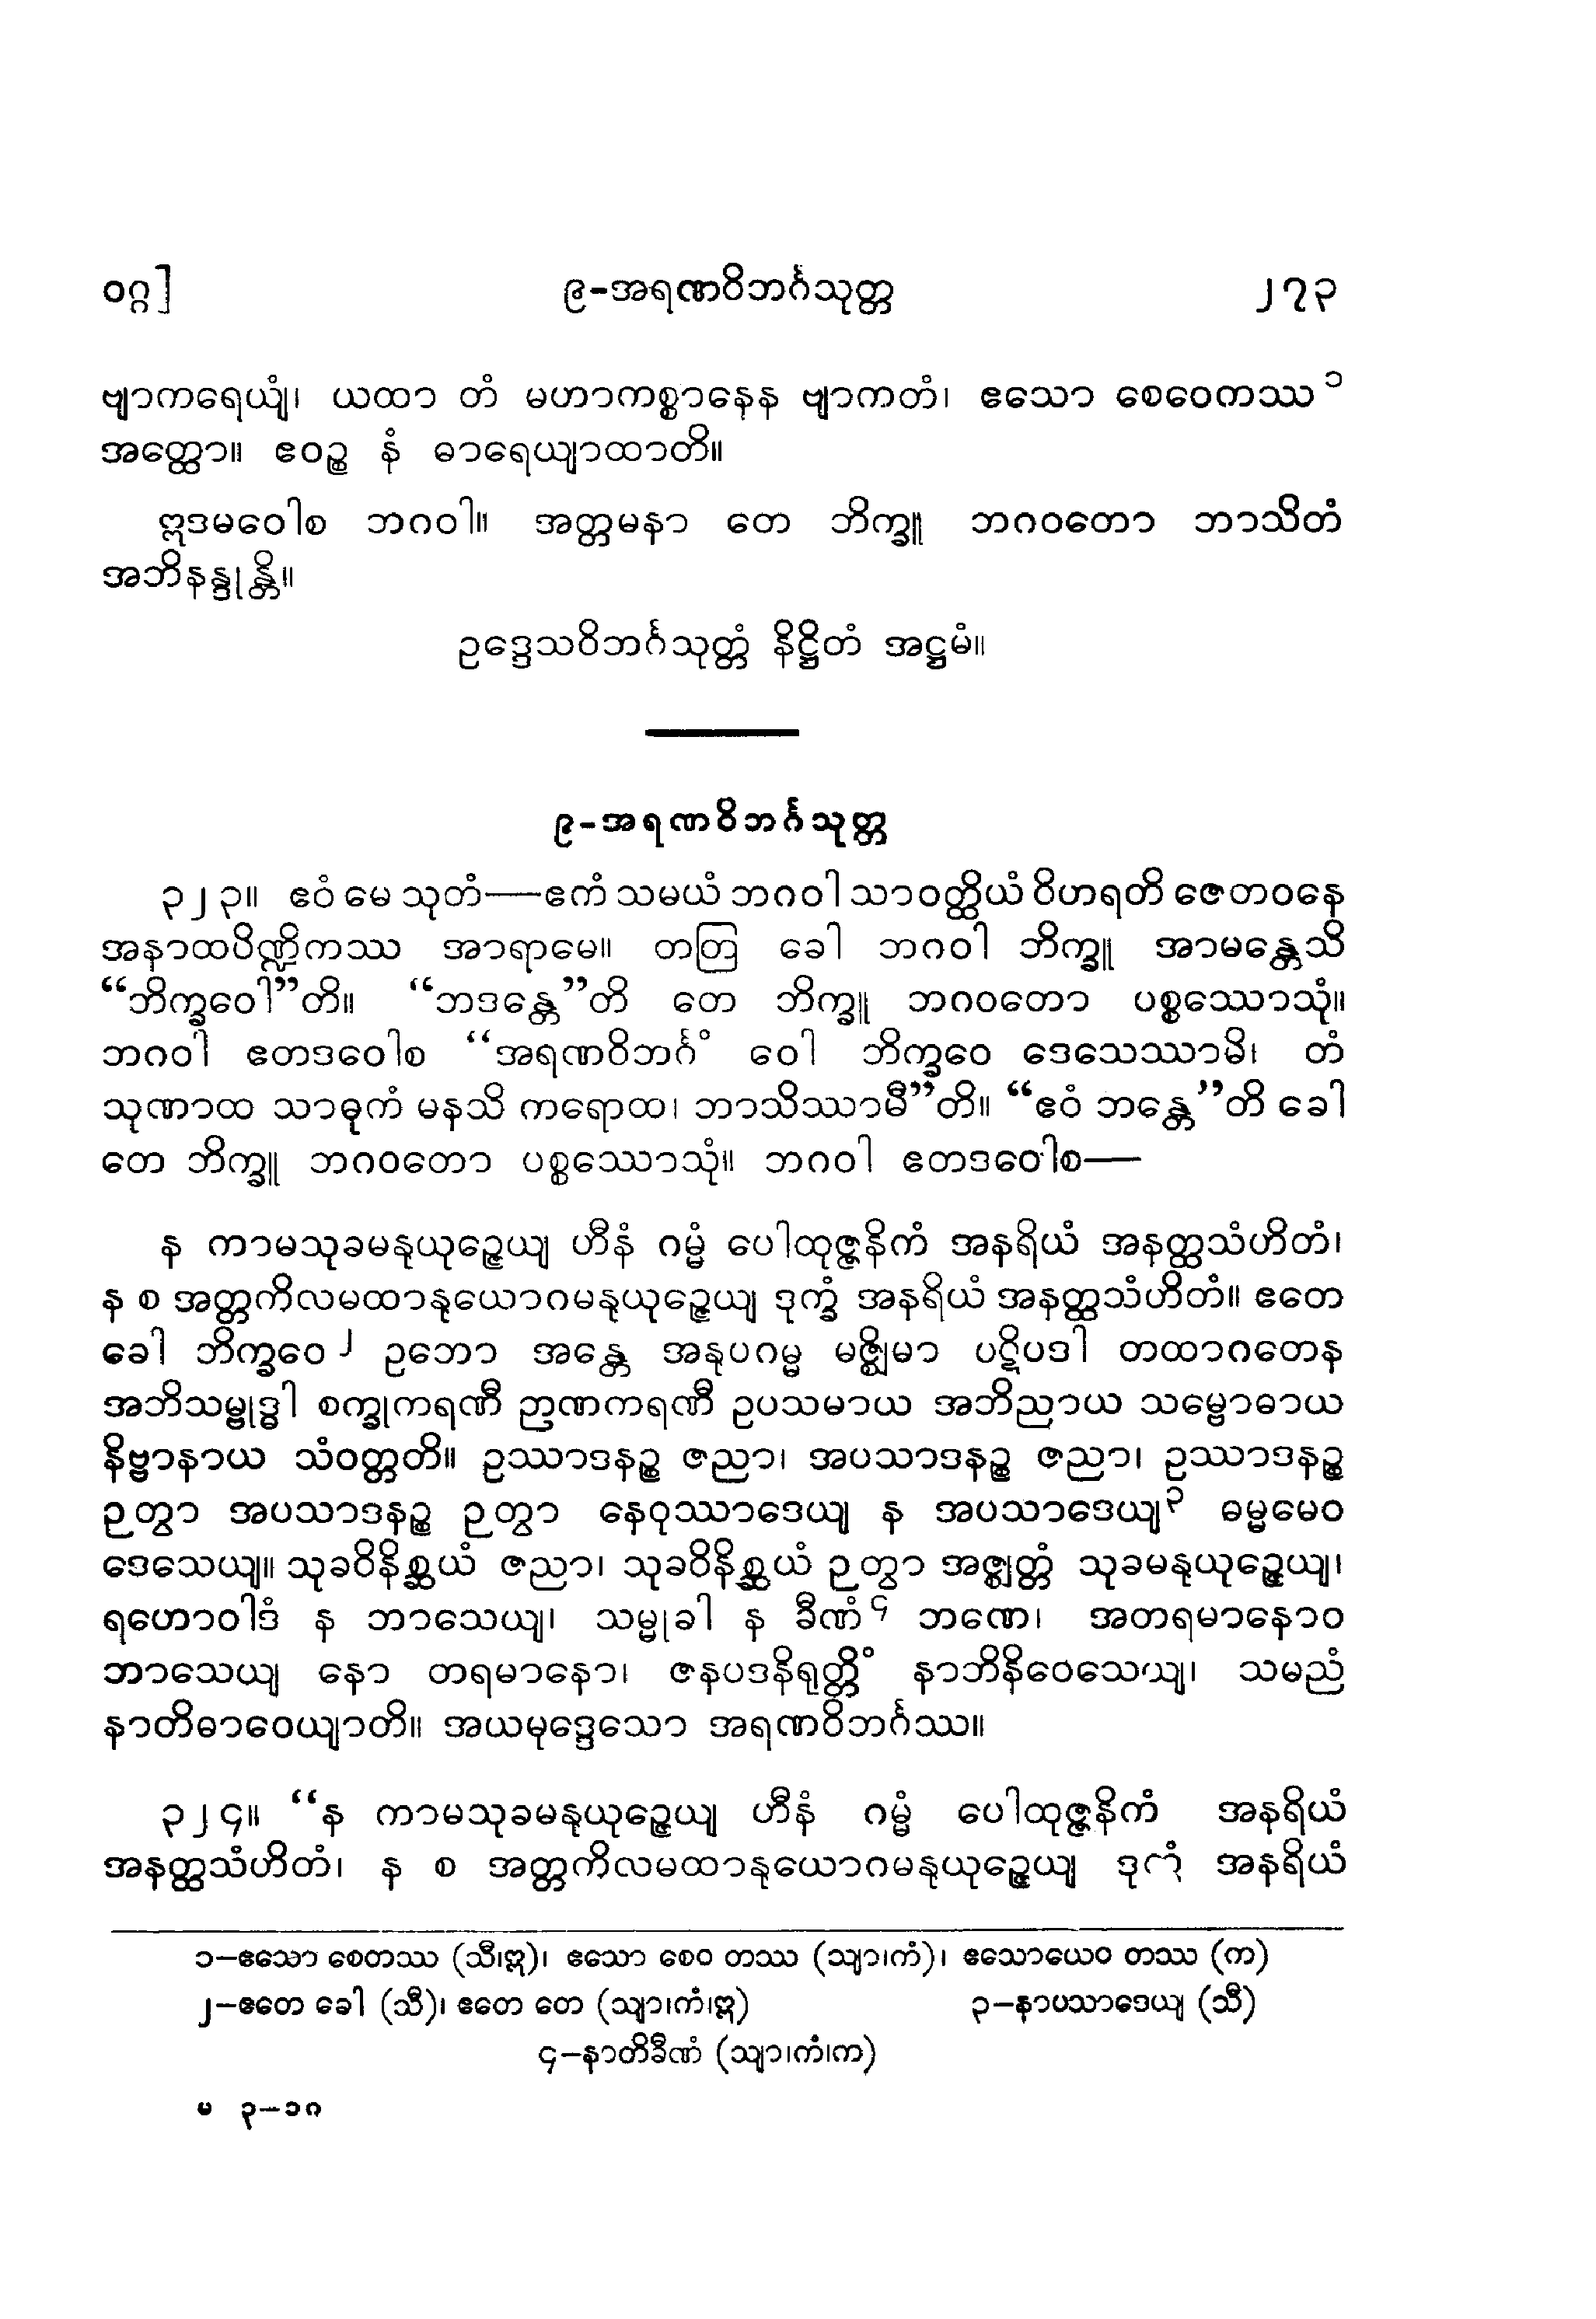 ဝဂ္ဂ] ၉-အရဏဝိဘင်္ဂသုတ္တ ၂၇၃
ဗျာကရေယျံ၊ ယထာ တံ မဟာကစ္စာနေန ဗျာကတံ၊ ဧသော စေဝေကဿ ၁
အတ္ထော။ ဧဝဉ္စ နံ ဓာရေယျာထာတိ။
ဣဒမဝေါစ ဘဂဝါ။ အတ္တမနာ တေ ဘိက္ခူ ဘဂဝတော ဘာသိတံ
အဘိနန္ဒုန္တိ။
ဥဒ္ဒေသဝိဘင်္ဂသုတ္တံ နိဋ္ဌိတံ အဋ္ဌမံ။
၉-အရဏဝိဘင်္ဂသုတ္တ
၃၂၃။ ဧဝံ မေ သုတံ—ဧကံ သမယံ ဘဂဝါ သာဝတ္ထိယံ ဝိဟရတိ ဇေတဝနေ
အနာထပိဏ္ဍိကဿ အာရာမေ။ တတြ ခေါ ဘဂဝါ ဘိက္ခူ အာမန္တေသိ
“ဘိက္ခဝေါ”တိ။ “ဘဒန္တေ”တိ တေ ဘိက္ခူ ဘဂဝတော ပစ္စဿောသုံ။
ဘဂဝါ ဧတဒဝေါစ “အရဏဝိဘင်္ဂံ ဝေါ ဘိက္ခဝေ ဒေသေဿာမိ၊ တံ
သုဏာထ သာဓုကံ မနသိ ကရောထ၊ ဘာသိဿာမီ”တိ။ “ဧဝံ ဘန္တေ”တိ ခေါ
တေ ဘိက္ခူ ဘဂဝတော ပစ္စဿောသုံ။ ဘဂဝါ ဧတဒဝေါစ—
န ကာမသုခမနုယုဉ္ဇေယျ ဟီနံ ဂမ္မံ ပေါထုဇ္ဇနိကံ အနရိယံ အနတ္ထသံဟိတံ၊
န စ အတ္တကိလမထာနုယောဂမနုယုဉ္ဇေယျ ဒုက္ခံ အနရိယံ အနတ္ထသံဟိတံ။ ဧတေ
ခေါ ဘိက္ခဝေ ၂ ဥဘော အန္တေ အနုပဂမ္မ မဇ္ဈိမာ ပဋိပဒါ တထာဂတေန
အဘိသမ္ဗုဒ္ဓါ စက္ခုကရဏီ ဉာဏကရဏီ ဥပသမာယ အဘိညာယ သမ္ဗောဓာယ
နိဗ္ဗာနာယ သံဝတ္တတိ။ ဥဿာဒနဉ္စ ဇညာ၊ အပသာဒနဉ္စ ဇညာ၊ ဥဿာဒနဉ္စ
ဉတွာ အပသာဒနဉ္စ ဉတွာ နေဝုဿာဒေယျ န အပသာဒေယျ၃ ဓမ္မမေဝ
ဒေသေယျ။ သုခဝိနိစ္ဆယံ ဇညာ၊ သုခဝိနိစ္ဆယံ ဉတွာ အဇ္ဈတ္တံ သုခမနုယုဉ္ဇေယျ၊
ရဟောဝါဒံ န ဘာသေယျ၊ သမ္မုခါ န ခီဏံ၄ ဘဏေ၊ အတရမာနောဝ
ဘာသေယျ နော တရမာနော၊ ဇနပဒနိရုတ္တိံ နာဘိနိဝေသေယျ၊ သမညံ
နာတိဓာဝေယျာတိ။ အယမုဒ္ဒေသော အရဏဝိဘင်္ဂဿ။
၃၂၄။ “န ကာမသုခမနုယုဉ္ဇေယျ ဟီနံ ဂမ္မံ ပေါထုဇ္ဇနိကံ အနရိယံ
အနတ္ထသံဟိတံ၊ န စ အတ္တကိလမထာနုယောဂမနုယုဉ္ဇေယျ ဒုက္ခံ အနရိယံ
၁—ဧသော စေတဿ (သီ၊ဣ)၊ ဧသော စေဝ တဿ (သျာ၊ကံ)၊ ဧသောယေဝ တဿ (က)
၂—ဧတေ ခေါ (သီ)၊ ဧတေ တေ (သျာ၊ကံ၊ဣ) ၃—နာပသာဒေယျ (သီ)
၄—နာတိခီဏံ (သျာ၊ကံ၊က)
မ ၃—၁ဂ